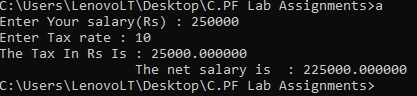 C:\Users\LenovoLT\Desktop\C.PF Lab Assignments>a
Enter Your salary(Rs) : 250000
Enter Tax rate : 10
The Tax In Rs Is : 25000.000000
The net salary is  : 225000.000000
C:\Users\LenovoLT\Desktop\C.PF Lab Assignments>